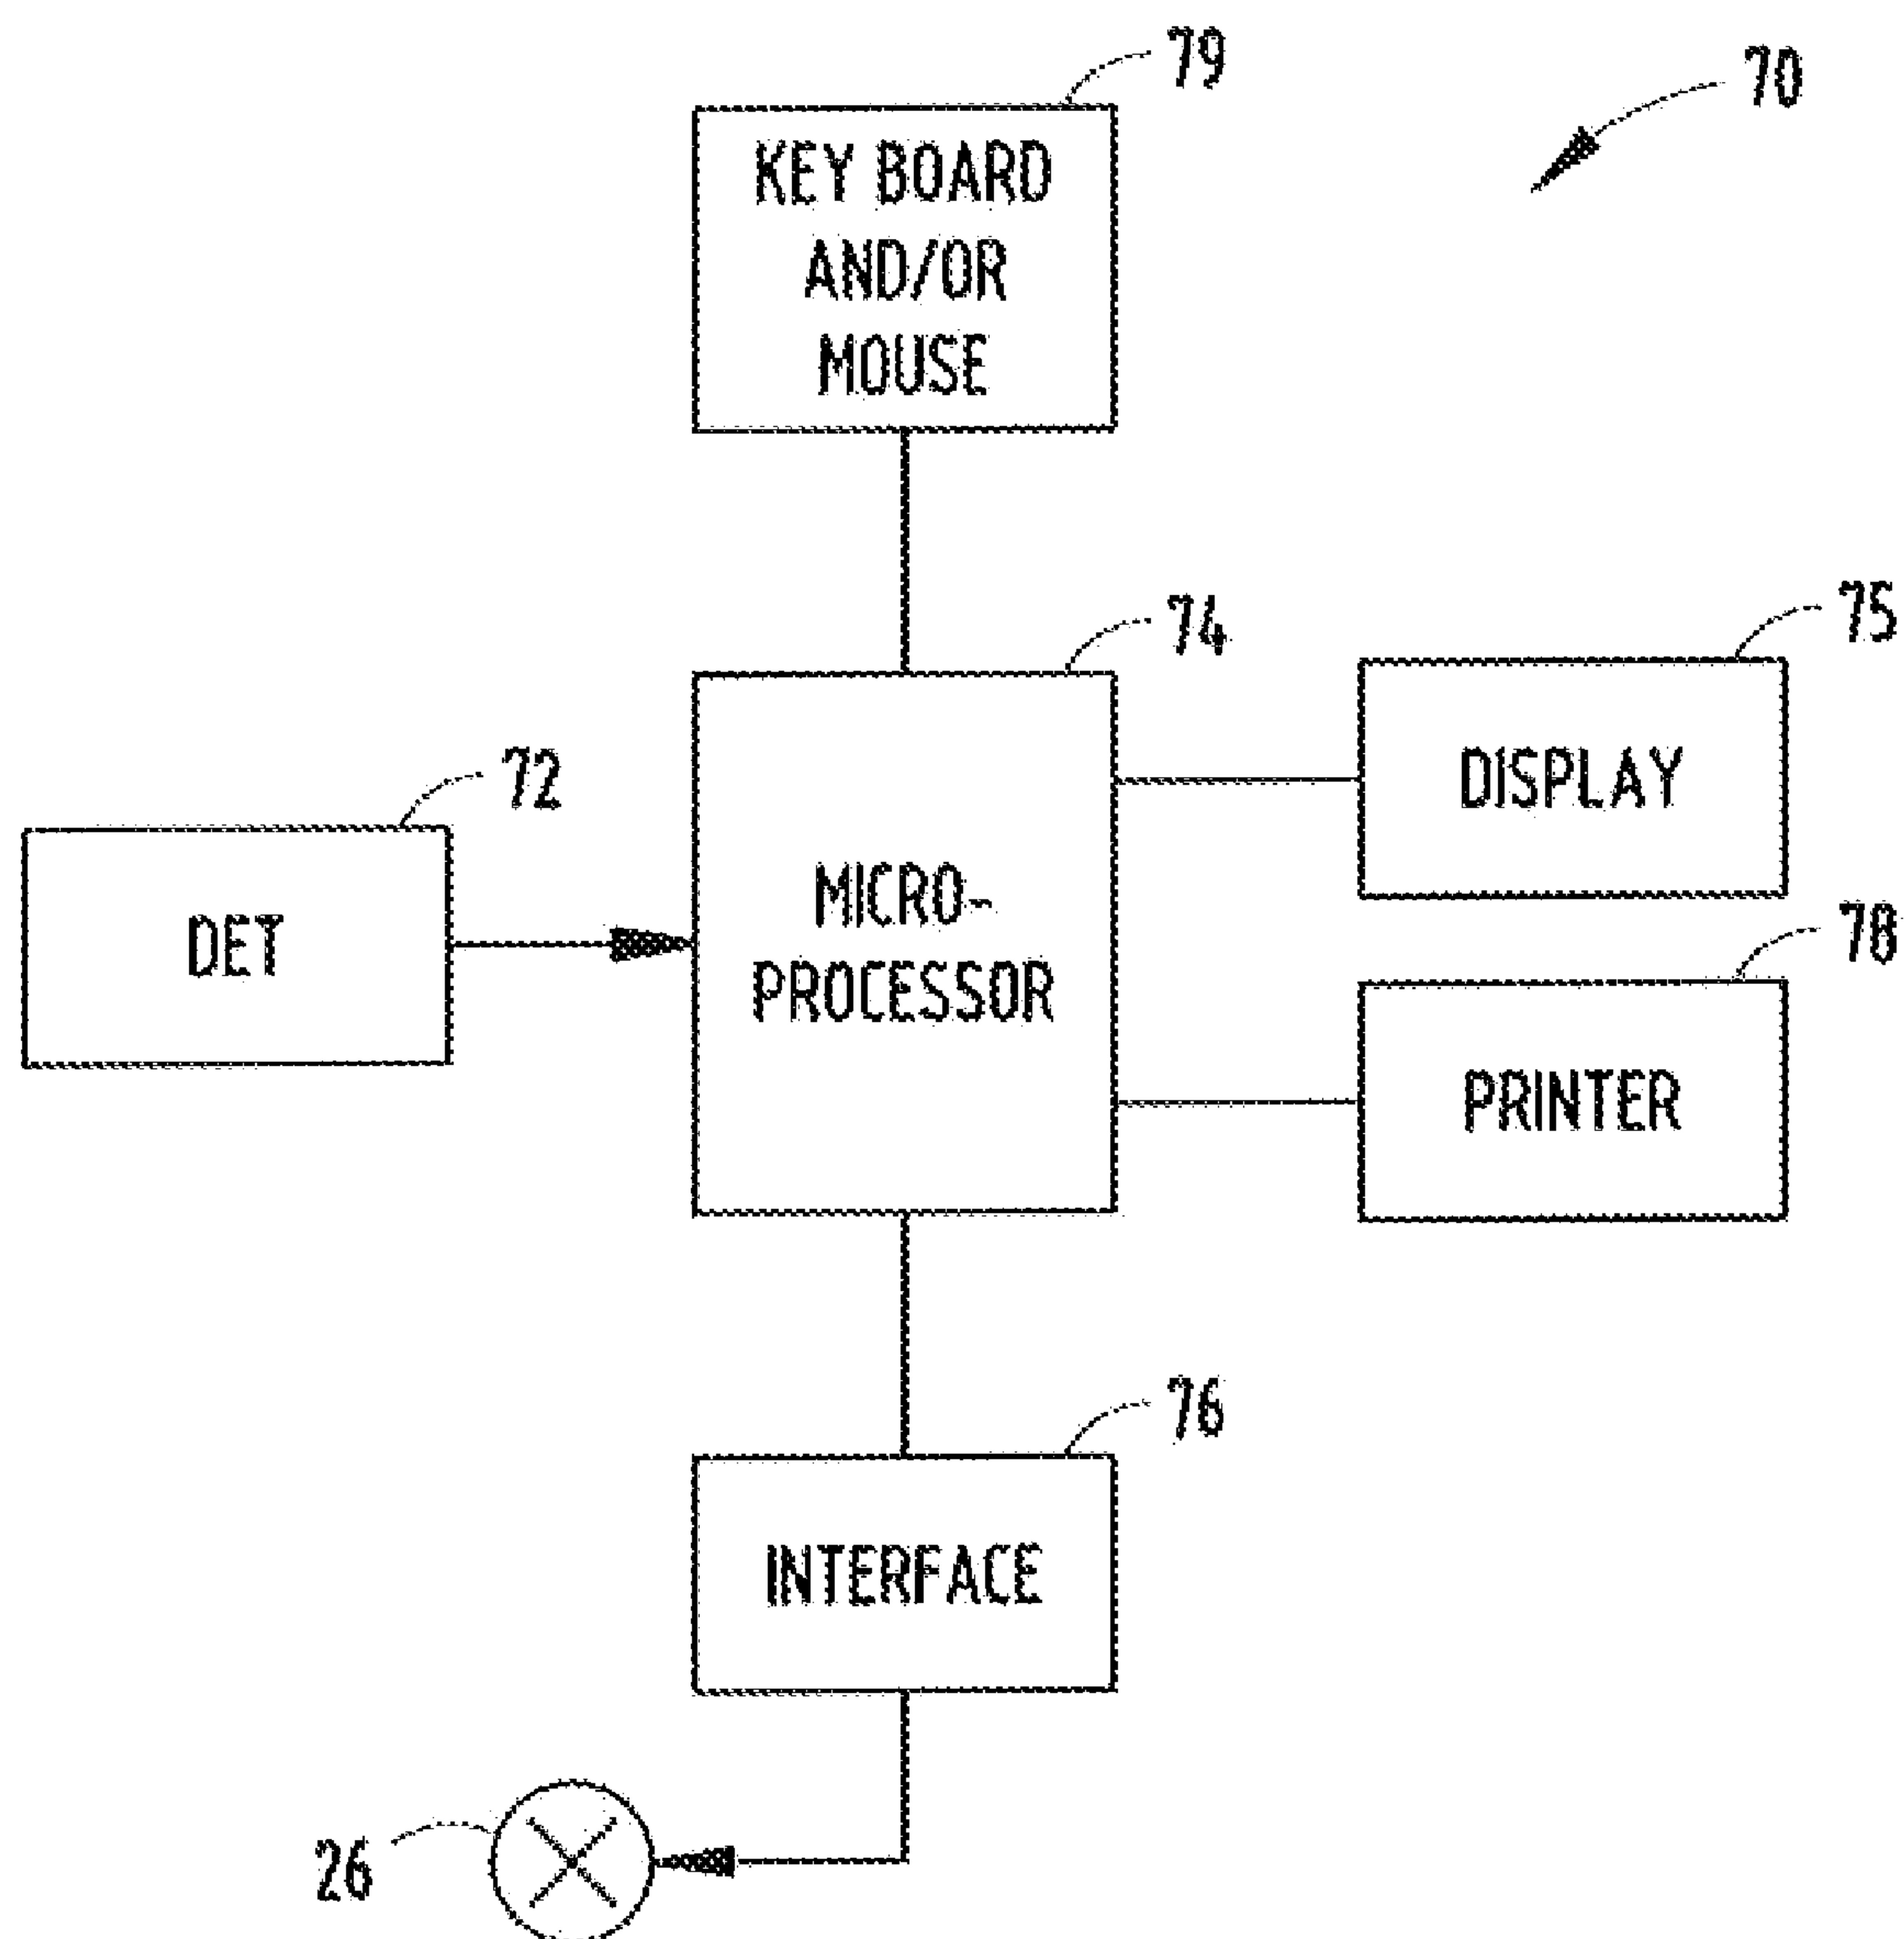 79
70
KEY BOARD
AND/OR
MOUSE
74
75
72
DISPLAY
MICRO-
PROCESSOR
DET
78
PRINTER
76
INTERFACE
26